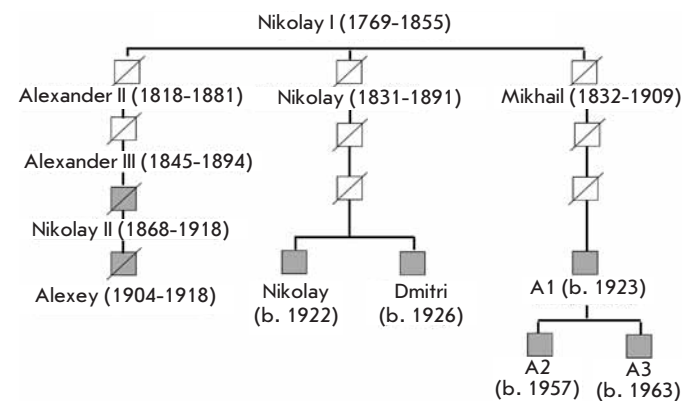 Nikolay I (1769-1855)
Alexander II (1818-1881)
Nikolay (1831-1891)
Mikhail (1832-1909)
Alexander III (1845-1894)
Nikolay II (1868-1918)
Alexey (1904-1918)
Nikolay
(b. 1922)
Dmitri
(b. 1926)
A1 (b. 1923)
A2
(b. 1957)
A3
(b. 1963)